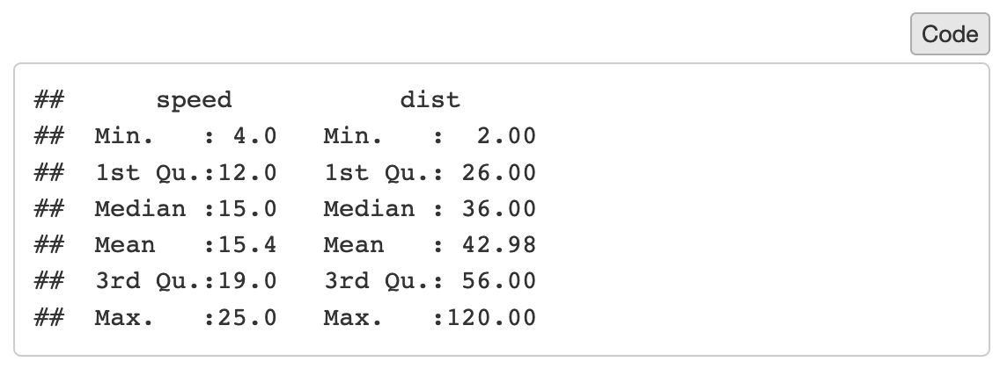 Code
##      speed           dist
##  Min.   : 4.0   Min.   :  2.00
##  1st Qu.:12.0   1st Qu.: 26.00
##  Median :15.0   Median : 36.00
##  Mean   :15.4   Mean   : 42.98
##  3rd Qu.:19.0   3rd Qu.: 56.00
##  Max.   :25.0   Max.   :120.00